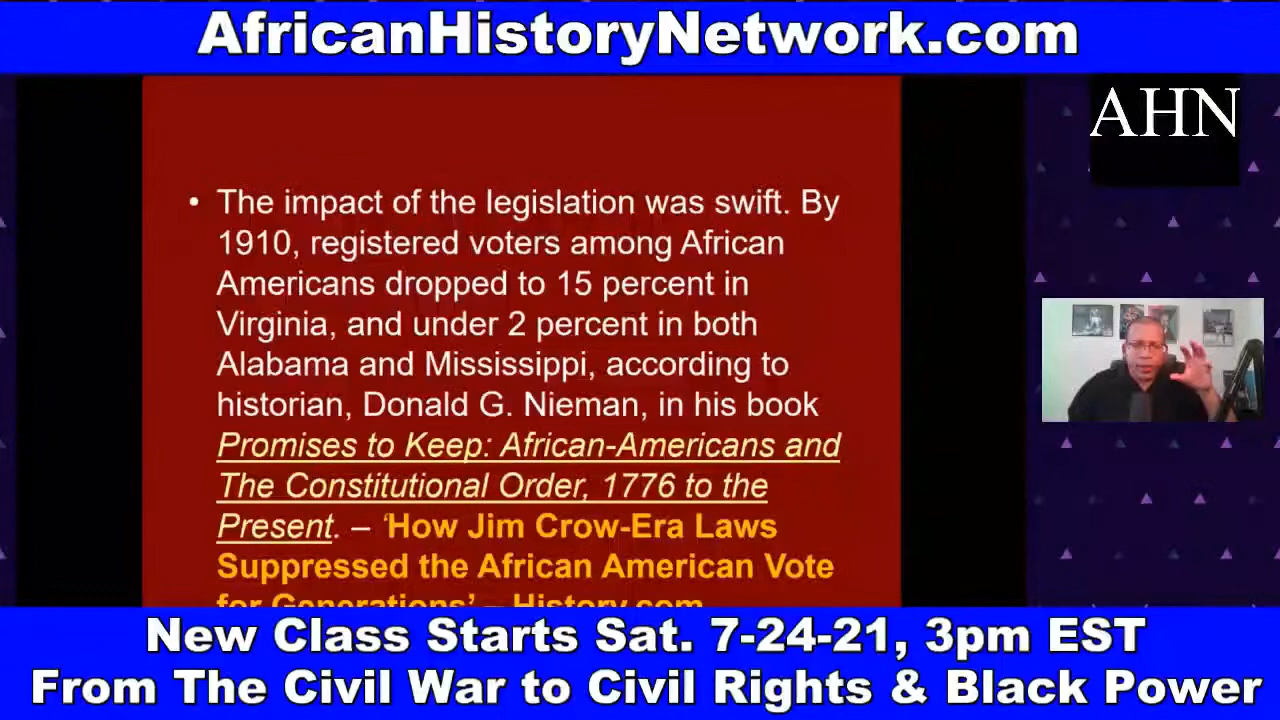 AfricanHistoryNetwork.com
AHN
• The impact of the legislation was swift. By
1910, registered voters among African
Americans dropped to 15 percent in
Virginia, and under 2 percent in both
Alabama and Mississippi, according to
historian, Donald G. Nieman, in his book
Promises to Keep: African-Americans and
The Constitutional Order, 1776 to the
Present. – ‘How Jim Crow-Era Laws
Suppressed the African American Vote
for Generations’ – History.com
New Class Starts Sat. 7-24-21, 3pm EST
From The Civil War to Civil Rights & Black Power